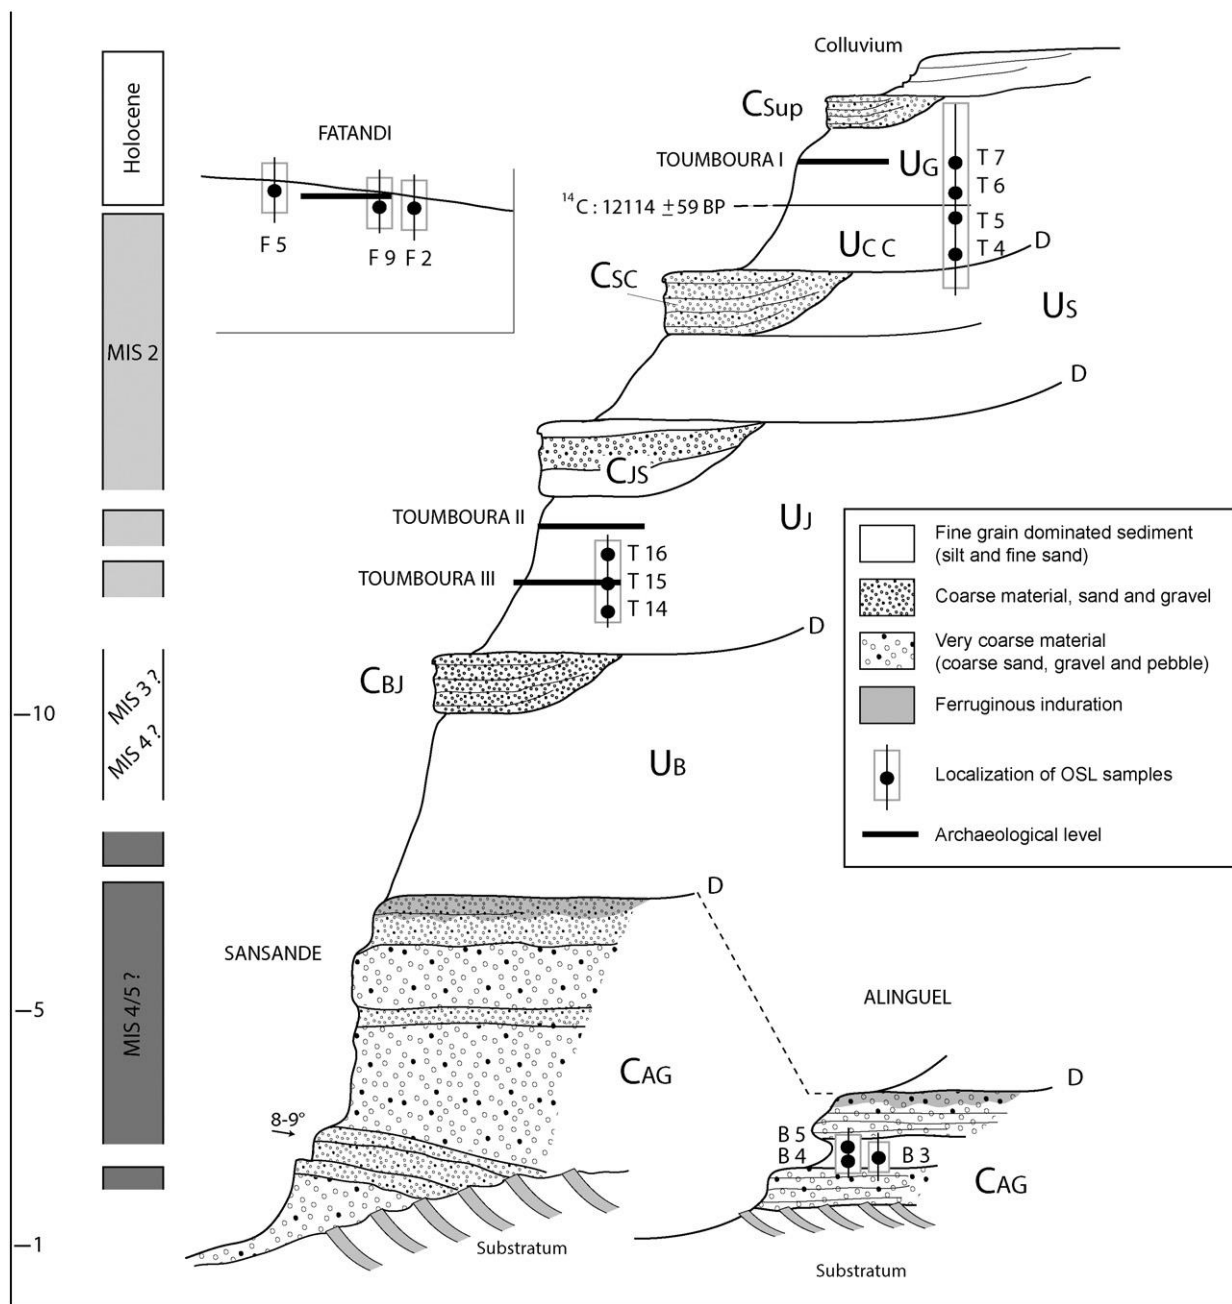 Colluvium
Holocene
CSup
FATANDI
TOUMBOURA I
UG
T 7
T 6
14C : 12114 ± 59 BP
T 5
F 5
F 9
F 2
UCC
T 4
D
CSC
US
MIS 2
D
CJS
TOUMBOURA II
UJ
T 16
TOUMBOURA III
T 15
T 14
D
CBJ
MIS 3 ?
MIS 4 ?
–10
UB
Fine grain dominated sediment
(silt and fine sand)
Coarse material, sand and gravel
Very coarse material
(coarse sand, gravel and pebble)
Ferruginous induration
Localization of OSL samples
Archaeological level
D
SANSANDE
MIS 4/5 ?
–5
ALINGUEL
CAG
D
8-9°
B 5
B 4
B 3
CAG
–1
Substratum
Substratum